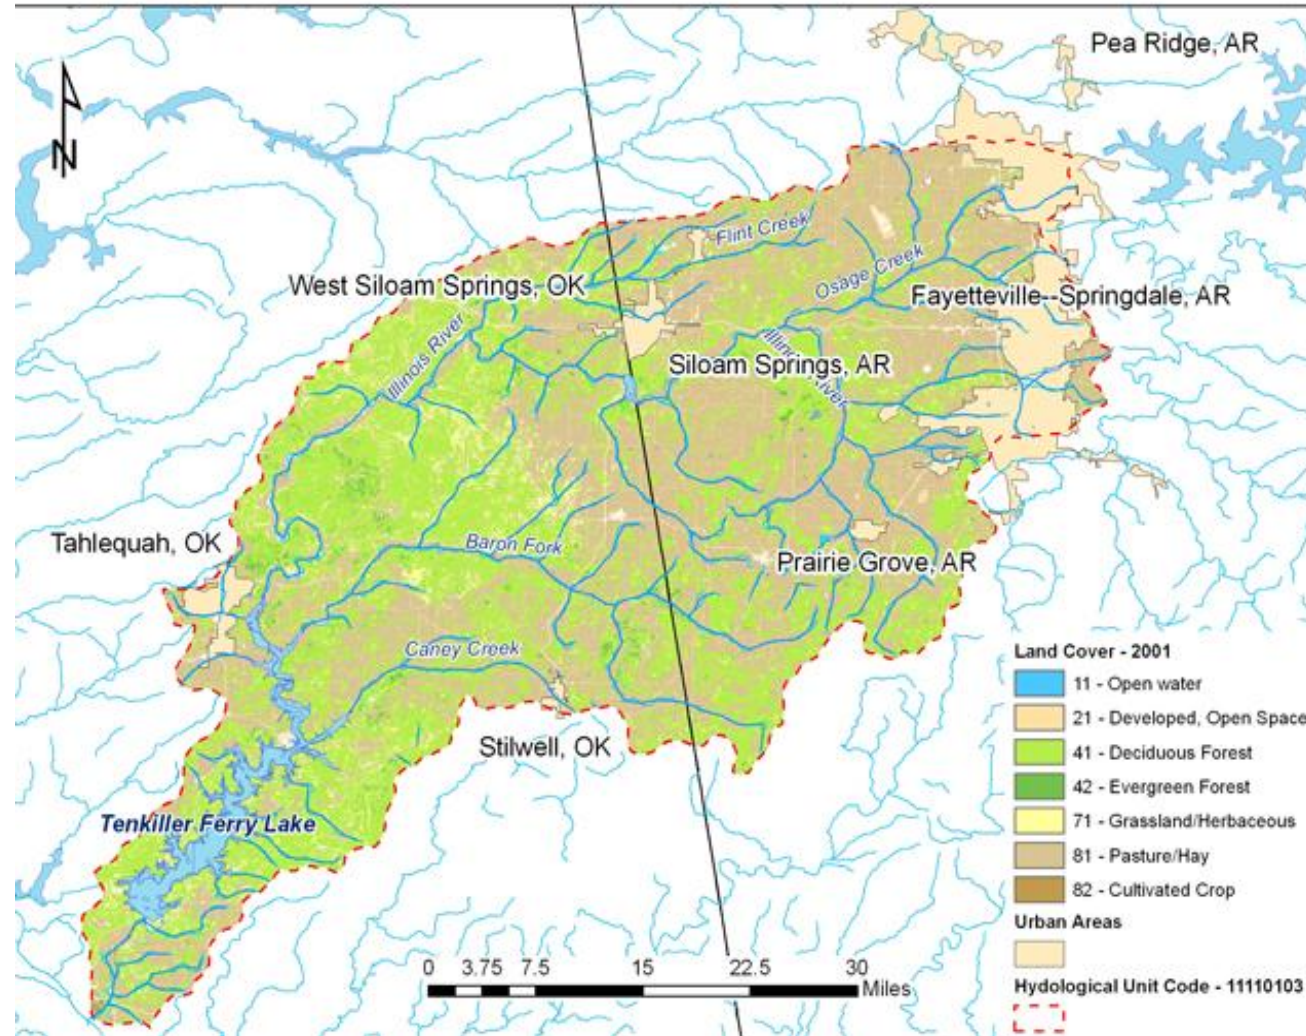 Pea Ridge, AR
N
Flint Creek
West Siloam Springs, OK
Osage Creek
Fayetteville--Springdale, AR
Illinois River
Illinois River
Siloam Springs, AR
Tahlequah, OK
Baron Fork
Prairie Grove, AR
Caney Creek
Stilwell, OK
Tenkiller Ferry Lake
Land Cover - 2001
11 - Open water
21 - Developed, Open Space
41 - Deciduous Forest
42 - Evergreen Forest
71 - Grassland/Herbaceous
81 - Pasture/Hay
82 - Cultivated Crop
Urban Areas
Hydological Unit Code - 11110103
0 3.75 7.5 15 22.5 30
Miles